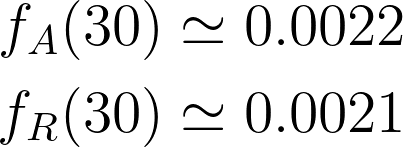 f_A(30) ≃ 0.0022
f_R(30) ≃ 0.0021